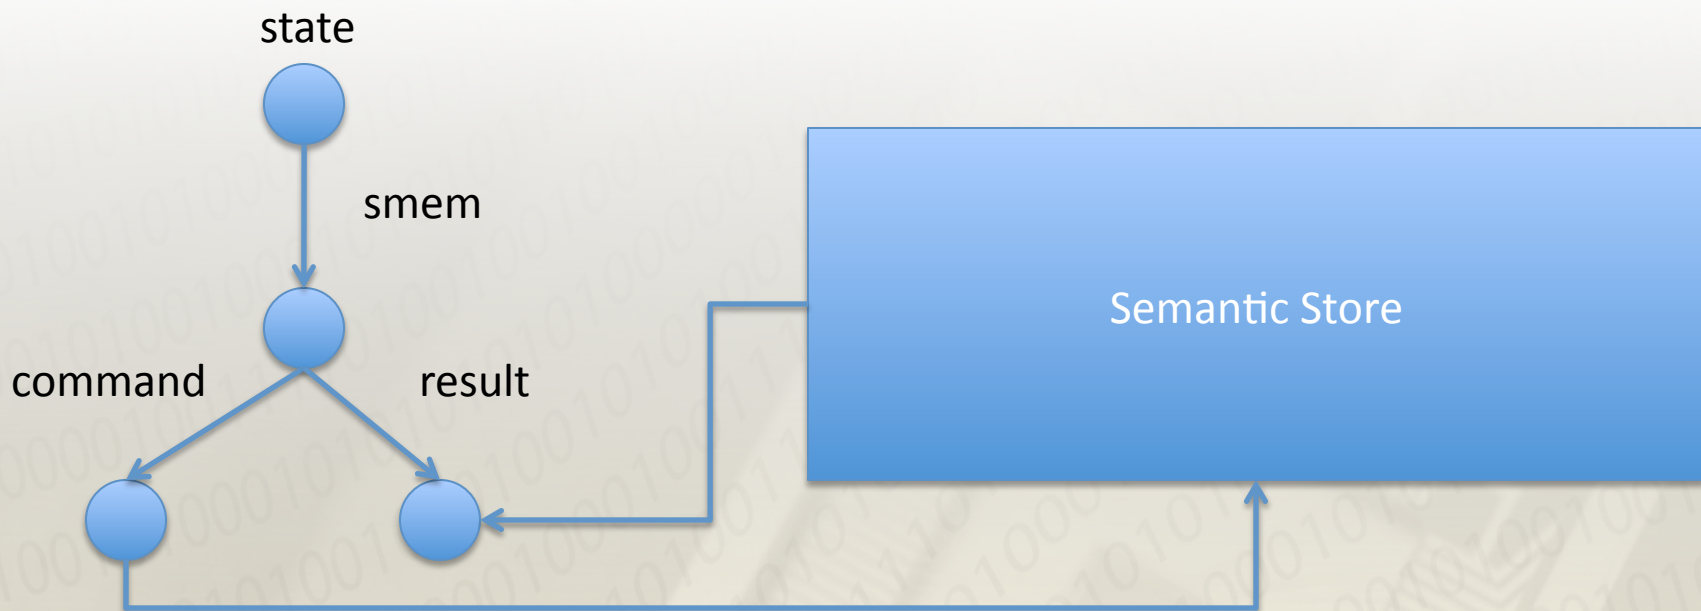 state
smem
Semantic Store
command
result